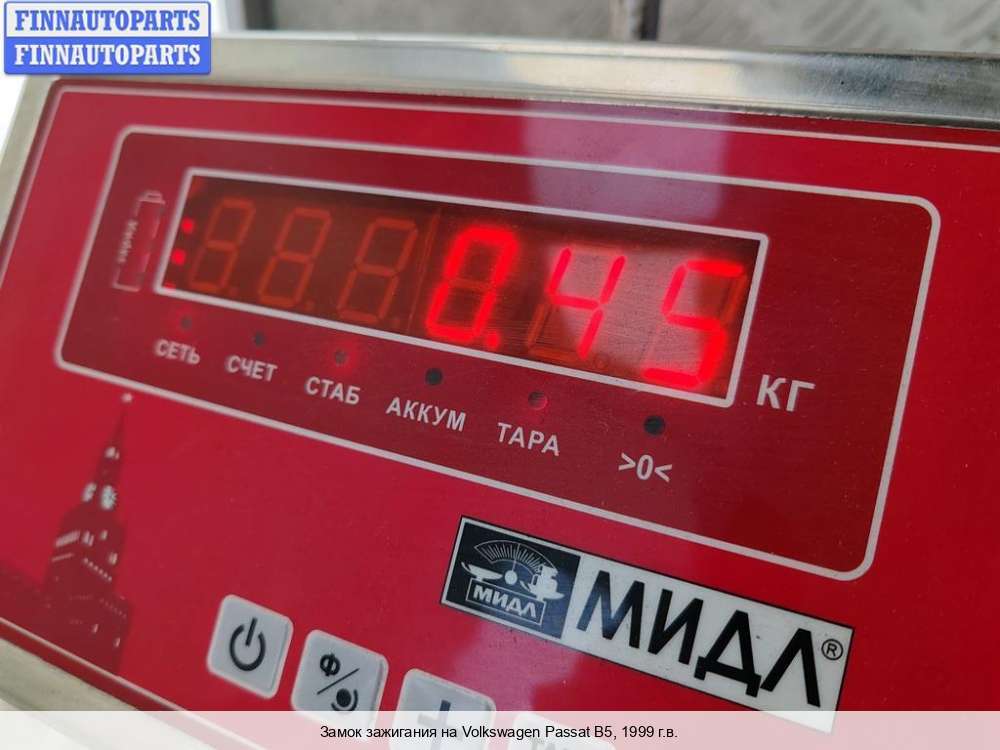 FINNAUTOPARTS
FINNAUTOPARTS
0.45
КГ
СЕТЬ СЧЕТ СТАБ АККУМ ТАРА >0<
МИДЛ
МИДЛ®
Ф
Замок зажигания на Volkswagen Passat B5, 1999 г.в.